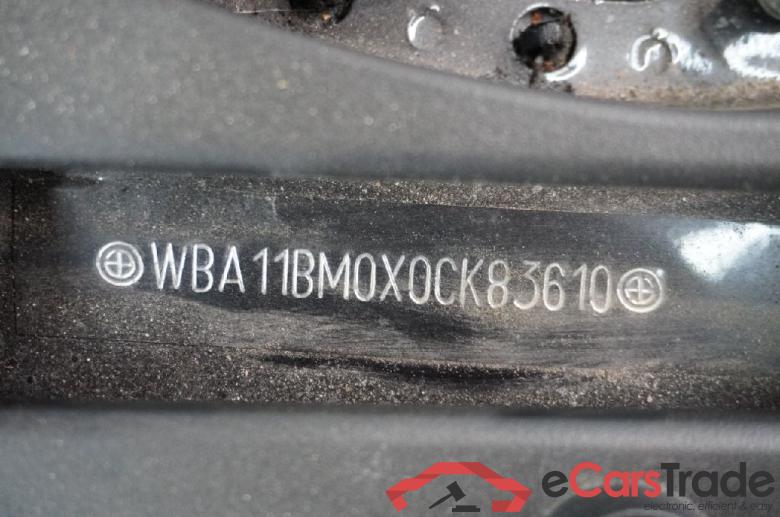 WBA11BM0X0CK83610
eCarsTrade
electronic, efficient & easy